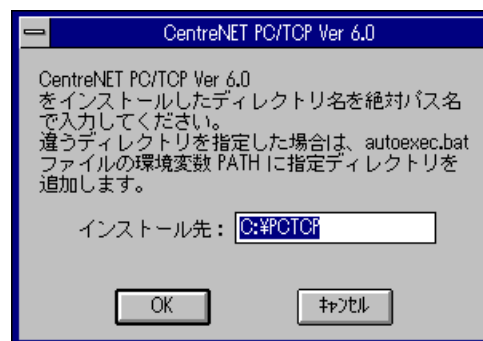 CentreNET PC/TCP Ver 6.0
CentreNET PC/TCP Ver 6.0
をインストールしたディレクトリ名を絶対パス名
で入力してください。
違うディレクトリを指定した場合は、autoexec.bat
ファイルの環境変数 PATH に指定ディレクトリを
追加します。
インストール先： C:¥PCTCP
OK ｷｬﾝｾﾙ